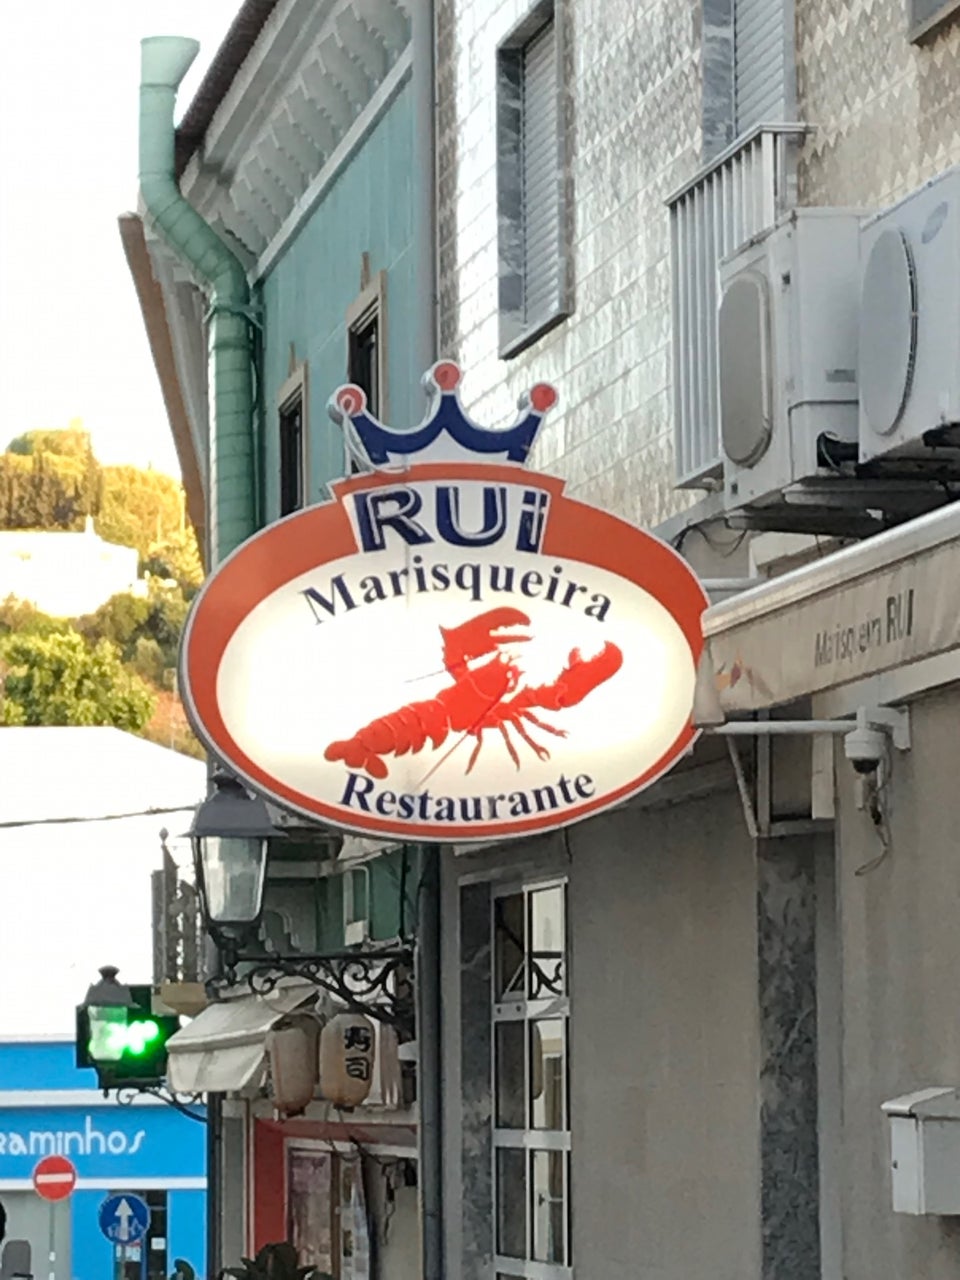 RUi
Marisqueira
Restaurante
Marisqueira RUI
寿司
raminhos